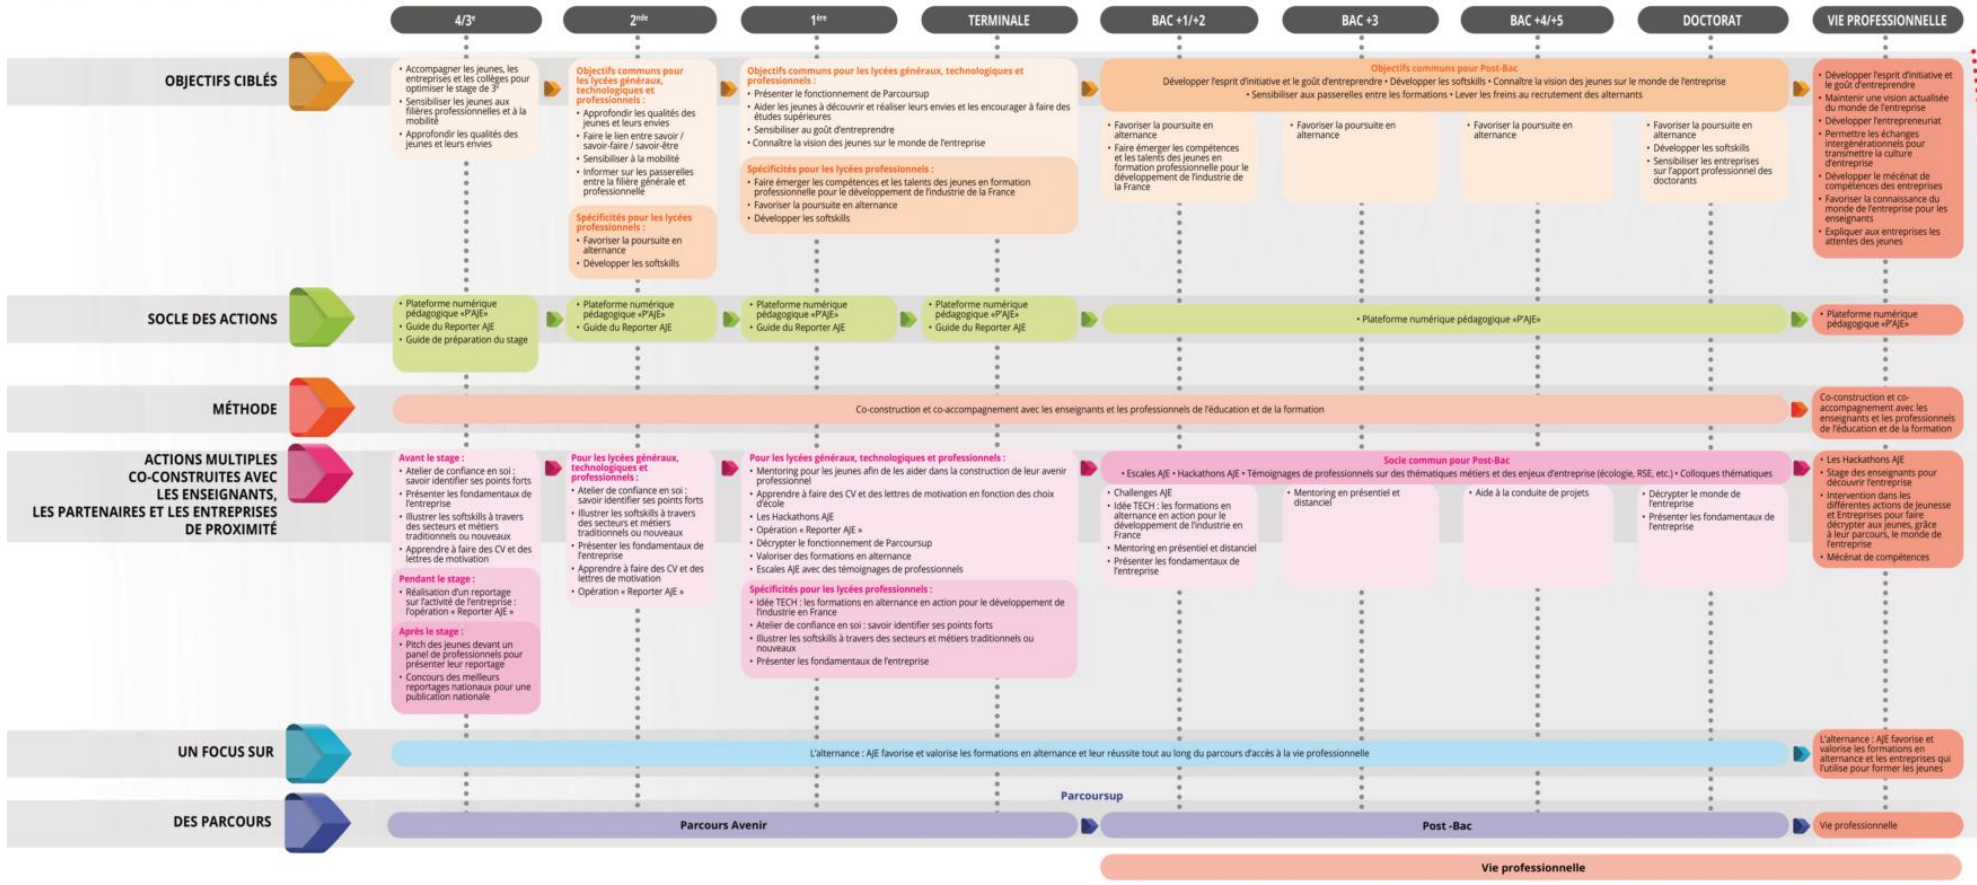 4/3e
2nde
1ère
TERMINALE
BAC +1/+2
BAC +3
BAC +4/+5
DOCTORAT
VIE PROFESSIONNELLE
OBJECTIFS CIBLÉS
• Accompagner les jeunes, les
entreprises et les collèges pour
optimiser le stage de 3e
• Sensibiliser les jeunes aux
filières professionnelles et à la
mobilité
• Approfondir les qualités des
jeunes et leurs envies
Objectifs communs pour
les lycées généraux,
technologiques et
professionnels :
• Approfondir les qualités des
jeunes et leurs envies
• Faire le lien entre savoir /
savoir-faire / savoir-être
• Sensibiliser à la mobilité
• Informer sur les passerelles
entre la filière générale et
professionnelle
Spécificités pour les lycées
professionnels :
• Favoriser la poursuite en
alternance
• Développer les softskills
Objectifs communs pour les lycées généraux, technologiques et
professionnels :
• Présenter le fonctionnement de Parcoursup
• Aider les jeunes à découvrir et réaliser leurs envies et les encourager à faire des
études supérieures
• Sensibiliser au goût d'entreprendre
• Connaître la vision des jeunes sur le monde de l'entreprise
Spécificités pour les lycées professionnels :
• Faire émerger les compétences et les talents des jeunes en formation
professionnelle pour le développement de l'industrie de la France
• Favoriser la poursuite en alternance
• Développer les softskills
Objectifs communs pour Post-Bac
Développer l'esprit d'initiative et le goût d'entreprendre • Développer les softskills • Connaître la vision des jeunes sur le monde de l'entreprise
• Sensibiliser aux passerelles entre les formations • Lever les freins au recrutement des alternants
• Favoriser la poursuite en
alternance
• Faire émerger les compétences
et les talents des jeunes en
formation professionnelle pour le
développement de l'industrie de
la France
• Favoriser la poursuite en
alternance
• Favoriser la poursuite en
alternance
• Favoriser la poursuite en
alternance
• Développer les softskills
• Sensibiliser les entreprises
sur l'apport professionnel des
doctorants
• Développer l'esprit d'initiative et
le goût d'entreprendre
• Maintenir une vision actualisée
du monde de l'entreprise
• Développer l'entrepreneuriat
• Permettre les échanges
intergénérationnels pour
transmettre la culture
d'entreprise
• Développer le mécénat de
compétences des entreprises
• Favoriser la connaissance du
monde de l'entreprise pour les
enseignants
• Expliquer aux entreprises les
attentes des jeunes
SOCLE DES ACTIONS
• Plateforme numérique
pédagogique «P'AJE»
• Guide du Reporter AJE
• Guide de préparation du stage
• Plateforme numérique
pédagogique «P'AJE»
• Guide du Reporter AJE
• Plateforme numérique
pédagogique «P'AJE»
• Guide du Reporter AJE
• Plateforme numérique
pédagogique «P'AJE»
• Guide du Reporter AJE
• Plateforme numérique pédagogique «P'AJE»
• Plateforme numérique
pédagogique «P'AJE»
MÉTHODE
Co-construction et co-accompagnement avec les enseignants et les professionnels de l'éducation et de la formation
Co-construction et co-
accompagnement avec les
enseignants et les professionnels
de l'éducation et de la formation
ACTIONS MULTIPLES
CO-CONSTRUITES AVEC
LES ENSEIGNANTS,
LES PARTENAIRES ET LES ENTREPRISES
DE PROXIMITÉ
Avant le stage :
• Atelier de confiance en soi :
savoir identifier ses points forts
• Présenter les fondamentaux de
l'entreprise
• Illustrer les softskills à travers
des secteurs et métiers
traditionnels ou nouveaux
• Apprendre à faire des CV et des
lettres de motivation
Pendant le stage :
• Réalisation d'un reportage
sur l'activité de l'entreprise :
l'opération « Reporter AJE »
Après le stage :
• Pitch des jeunes devant un
panel de professionnels pour
présenter leur reportage
• Concours des meilleurs
reportages nationaux pour une
publication nationale
Pour les lycées généraux,
technologiques et
professionnels :
• Atelier de confiance en soi :
savoir identifier ses points forts
• Illustrer les softskills à travers
des secteurs et métiers
traditionnels ou nouveaux
• Présenter les fondamentaux de
l'entreprise
• Apprendre à faire des CV et des
lettres de motivation
• Opération « Reporter AJE »
Pour les lycées généraux, technologiques et professionnels :
• Mentoring pour les jeunes afin de les aider dans la construction de leur avenir
professionnel
• Apprendre à faire des CV et des lettres de motivation en fonction des choix
d'école
• Les Hackathons AJE
• Opération « Reporter AJE »
• Décrypter le fonctionnement de Parcoursup
• Valoriser des formations en alternance
• Escales AJE avec des témoignages de professionnels
Spécificités pour les lycées professionnels :
• Idée TECH : les formations en alternance en action pour le développement de
l'industrie en France
• Atelier de confiance en soi : savoir identifier ses points forts
• Illustrer les softskills à travers des secteurs et métiers traditionnels ou
nouveaux
• Présenter les fondamentaux de l'entreprise
Socle commun pour Post-Bac
• Escales AJE • Hackathons AJE • Témoignages de professionnels sur des thématiques métiers et des enjeux d'entreprise (écologie, RSE, etc.) • Colloques thématiques
• Challenges AJE
• Idée TECH : les formations en
alternance en action pour le
développement de l'industrie en
France
• Mentoring en présentiel et distanciel
• Présenter les fondamentaux de
l'entreprise
• Mentoring en présentiel et
distanciel
• Aide à la conduite de projets
• Décrypter le monde de
l'entreprise
• Présenter les fondamentaux de
l'entreprise
• Les Hackathons AJE
• Stage des enseignants pour
découvrir l'entreprise
• Intervention dans les
différentes actions de Jeunesse
et Entreprises pour faire
décrypter aux jeunes, grâce
à leur parcours, le monde de
l'entreprise
• Mécénat de compétences
UN FOCUS SUR
L'alternance : AJE favorise et valorise les formations en alternance et leur réussite tout au long du parcours d'accès à la vie professionnelle
L'alternance : AJE favorise et
valorise les formations en
alternance et les entreprises qui
l'utilise pour former les jeunes
Parcoursup
DES PARCOURS
Parcours Avenir
Post -Bac
Vie professionnelle
Vie professionnelle